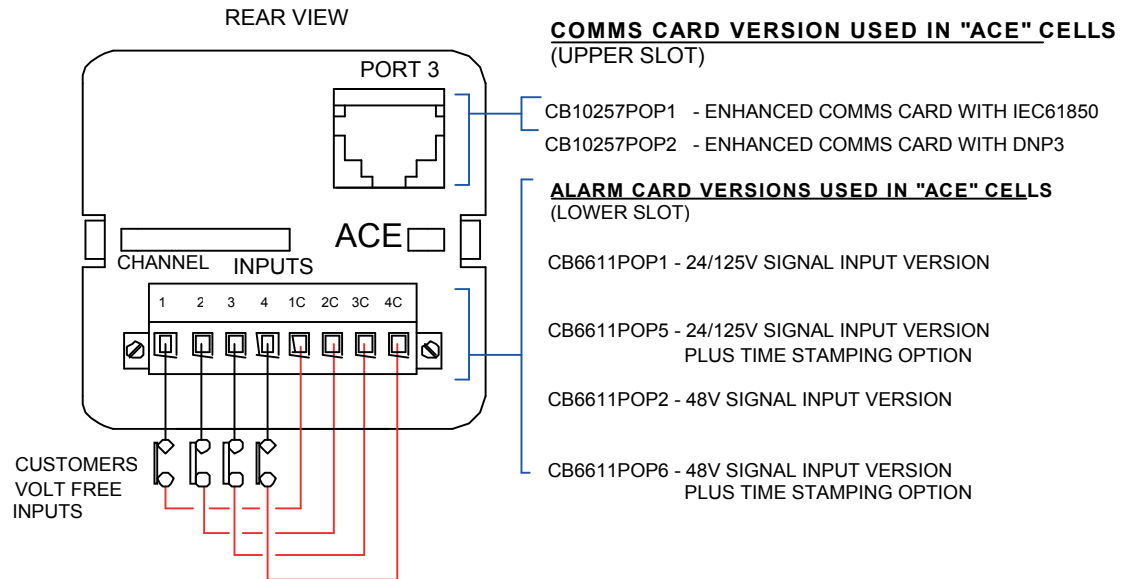 REAR VIEW
PORT 3
ACE
CHANNEL INPUTS
1 2 3 4 1C 2C 3C 4C
CUSTOMERS
VOLT FREE
INPUTS
COMMS CARD VERSION USED IN "ACE" CELLS
(UPPER SLOT)
CB10257POP1 - ENHANCED COMMS CARD WITH IEC61850
CB10257POP2 - ENHANCED COMMS CARD WITH DNP3
ALARM CARD VERSIONS USED IN "ACE" CELLS
(LOWER SLOT)
CB6611POP1 - 24/125V SIGNAL INPUT VERSION
CB6611POP5 - 24/125V SIGNAL INPUT VERSION
PLUS TIME STAMPING OPTION
CB6611POP2 - 48V SIGNAL INPUT VERSION
CB6611POP6 - 48V SIGNAL INPUT VERSION
PLUS TIME STAMPING OPTION